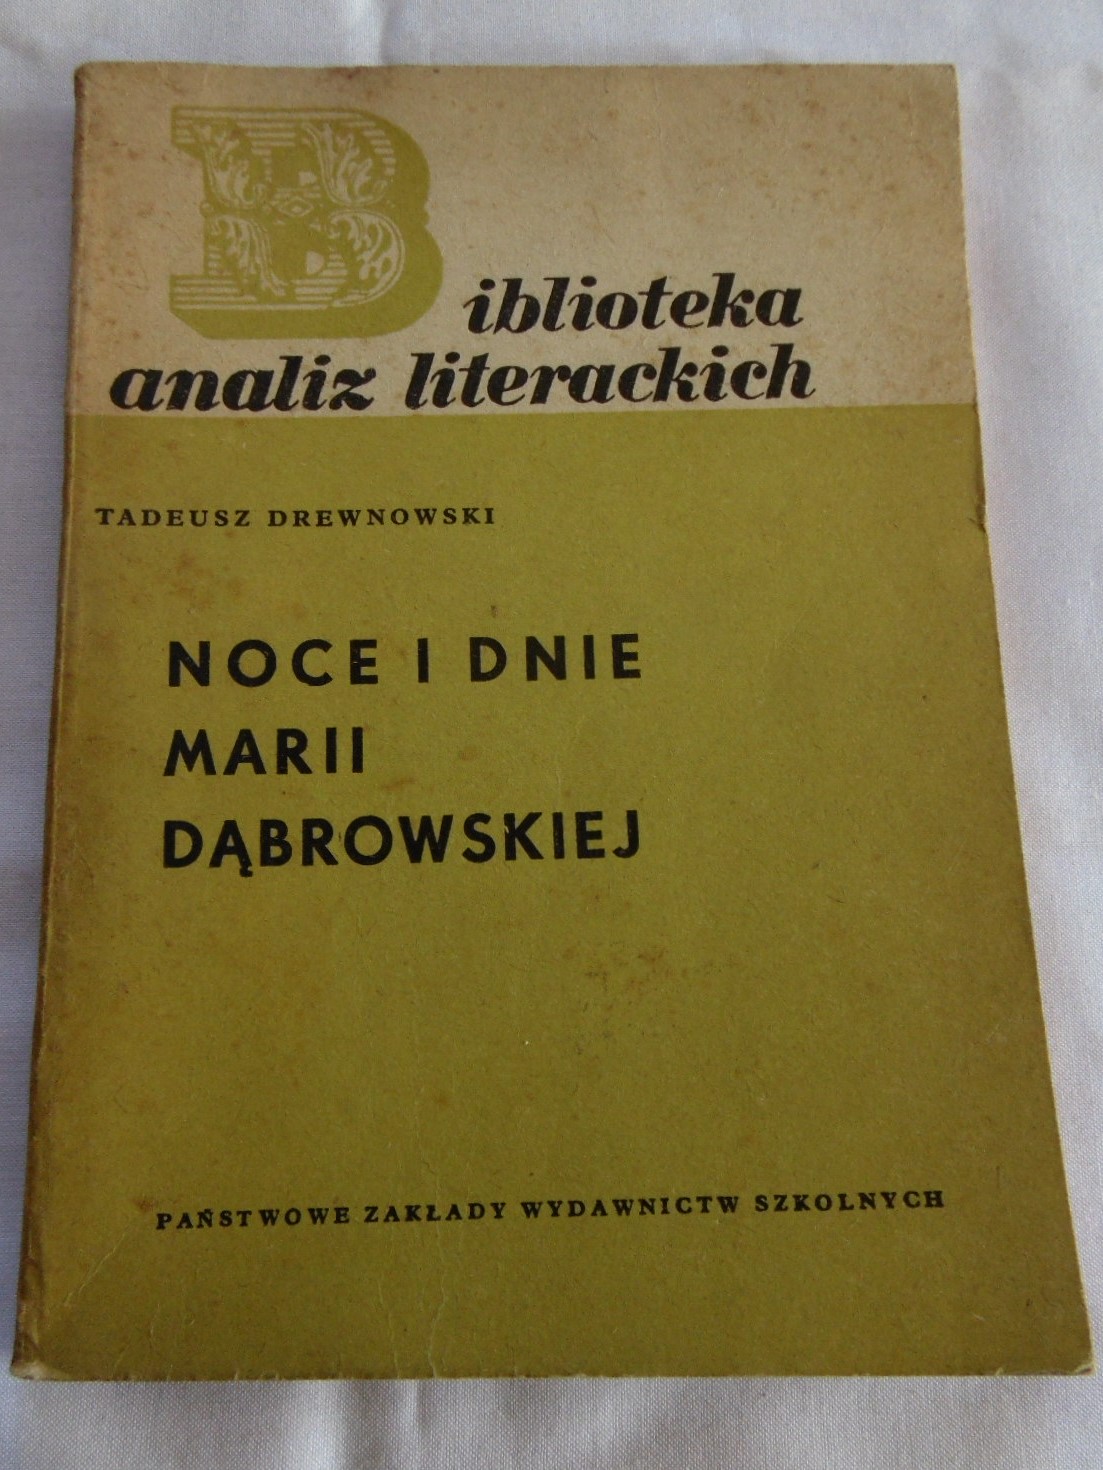 Biblioteka
analiz literackich
TADEUSZ DREWNOWSKI
NOCE I DNIE
MARII
DĄBROWSKIEJ
PAŃSTWOWE ZAKŁADY WYDAWNICTW SZKOLNYCH